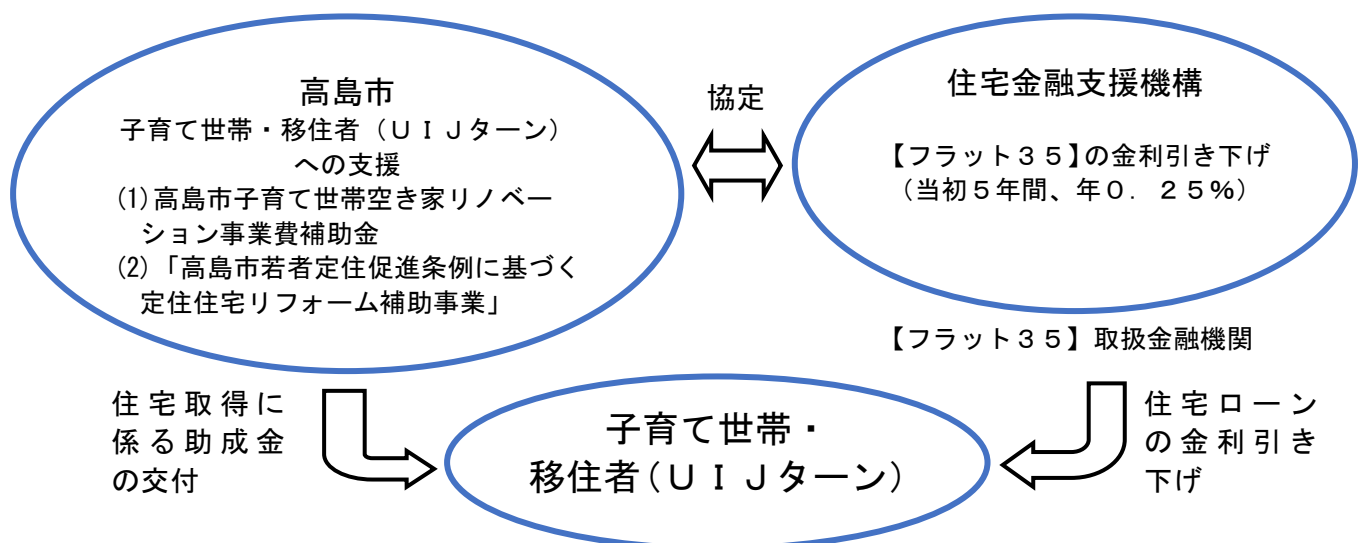 高島市
子育て世帯・移住者（ＵＩＪターン）
への支援
(1)高島市子育て世帯空き家リノベー
ション事業費補助金
(2)「高島市若者定住促進条例に基づく
定住住宅リフォーム補助事業」
協定
住宅金融支援機構
【フラット３５】の金利引き下げ
（当初５年間、年０．２５％）
【フラット３５】取扱金融機関
住宅取得に
係る助成金
の交付
子育て世帯・
移住者（ＵＩＪターン）
住宅ローン
の金利引き
下げ